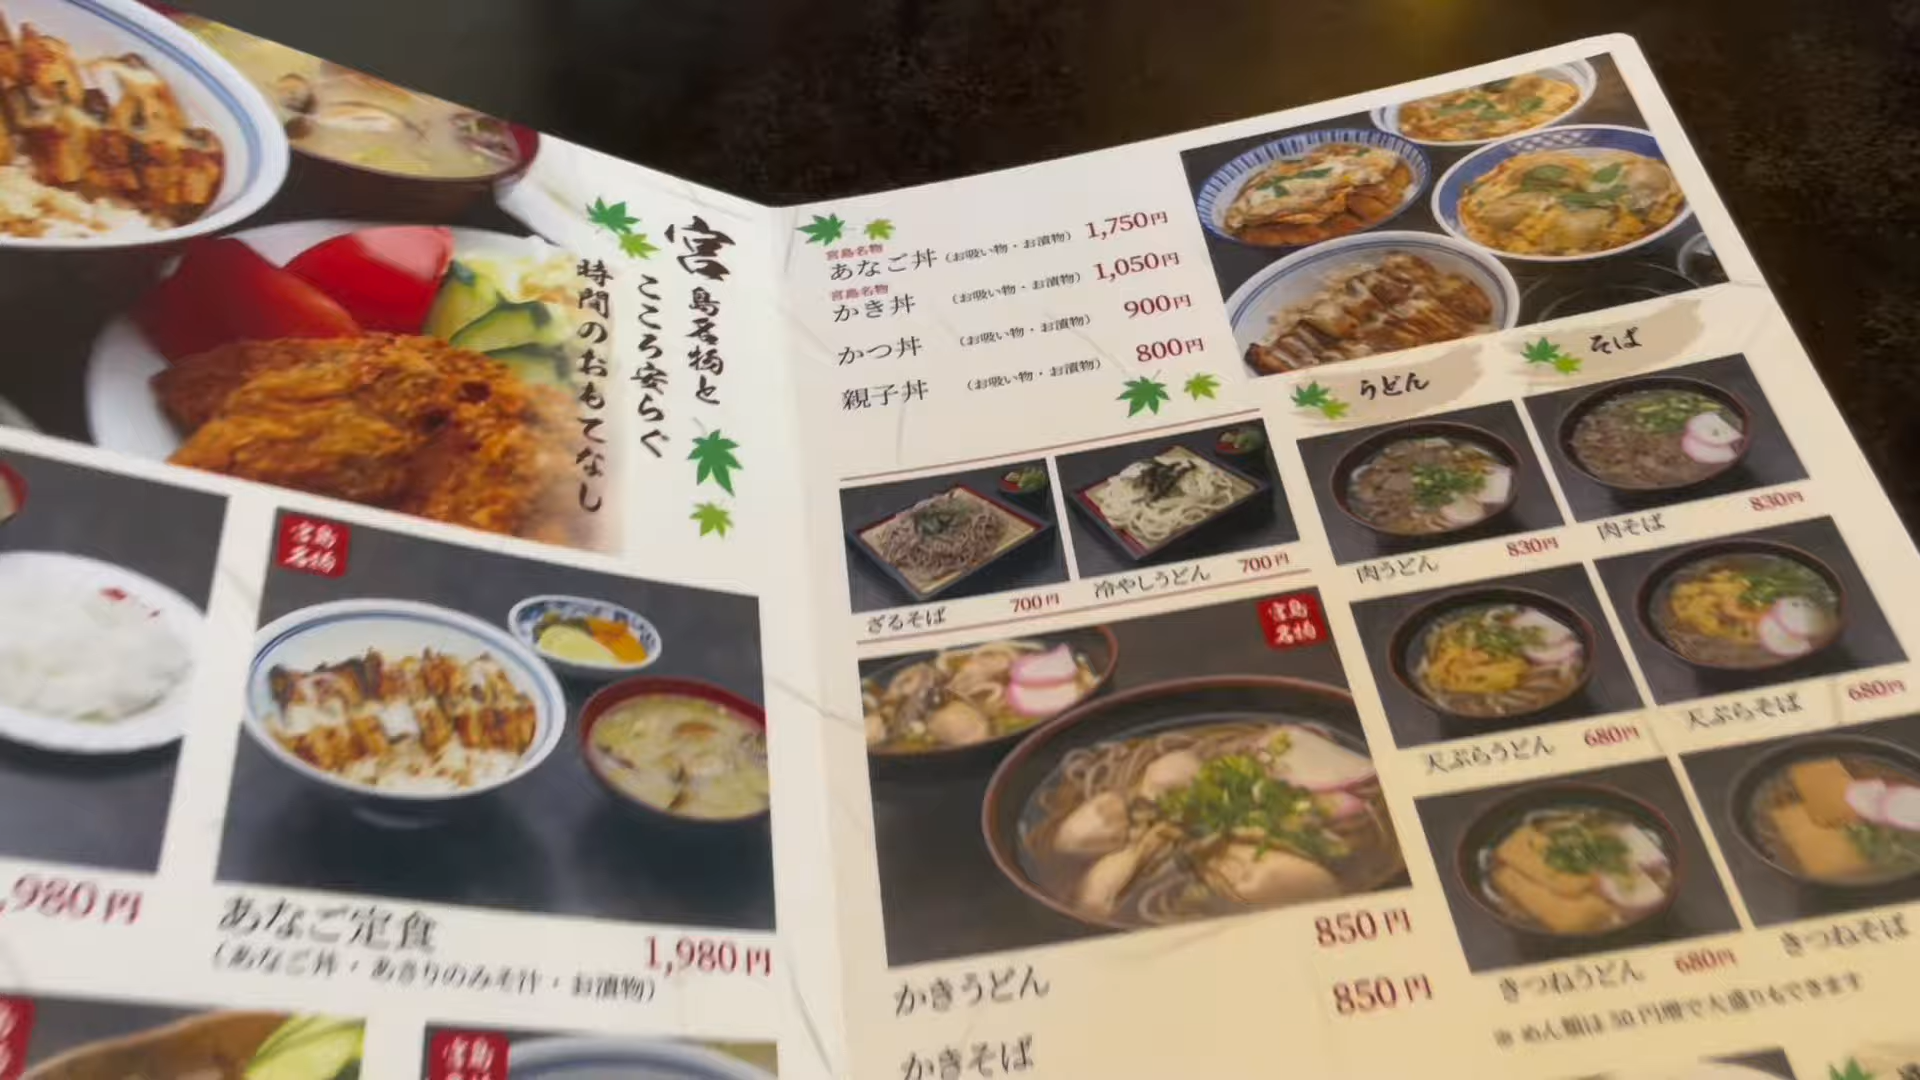 宮島名物と
こころ安らぐ
時間のおもてなし
宮島名物
,980円
あなご定食
1,980円
(あなご丼・あさりのみそ汁・お漬物)
宮島名物
宮島名物
あなご丼 (お吸い物・お漬物) 1,750円
宮島名物
かき丼 (お吸い物・お漬物) 1,050円
かつ丼 (お吸い物・お漬物) 900円
親子丼 (お吸い物・お漬物) 800円
ざるそば 700円
冷やしうどん 700円
宮島名物
かきうどん 850円
かきそば 850円
うどん
そば
肉うどん 830円
肉そば 830円
天ぷらうどん 680円
天ぷらそば 680円
きつねうどん 680円
きつねそば
※めん類は50円増で大盛りもできます